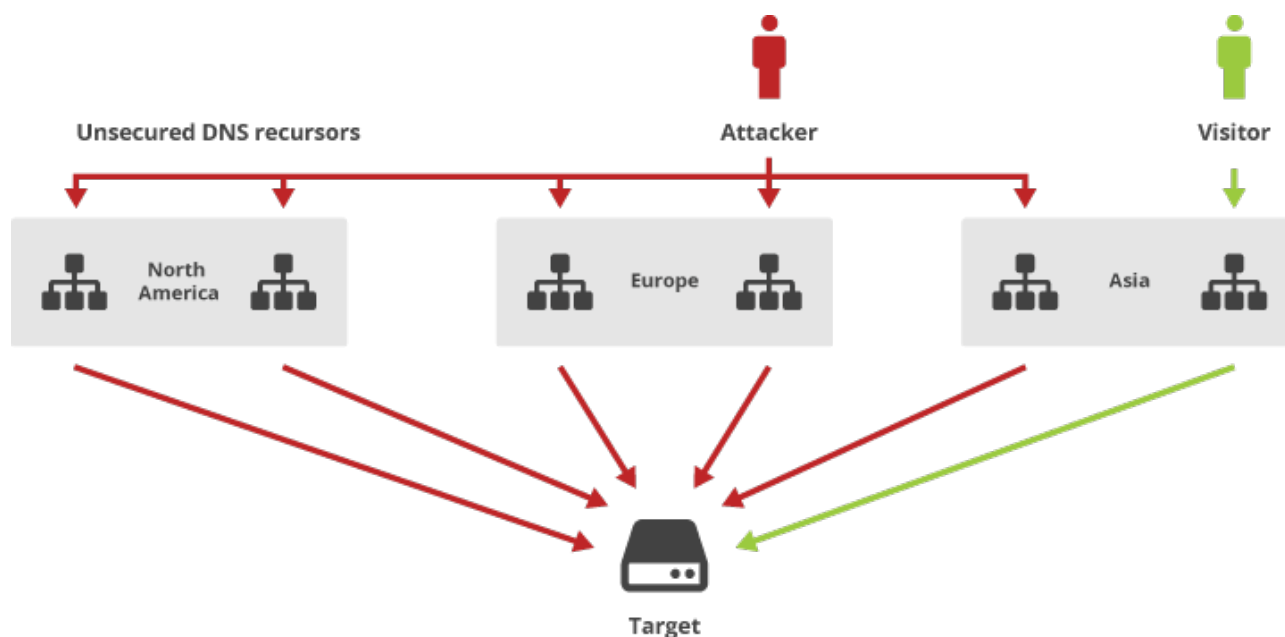 Unsecured DNS recursors
Attacker
Visitor
North
America
Europe
Asia
Target